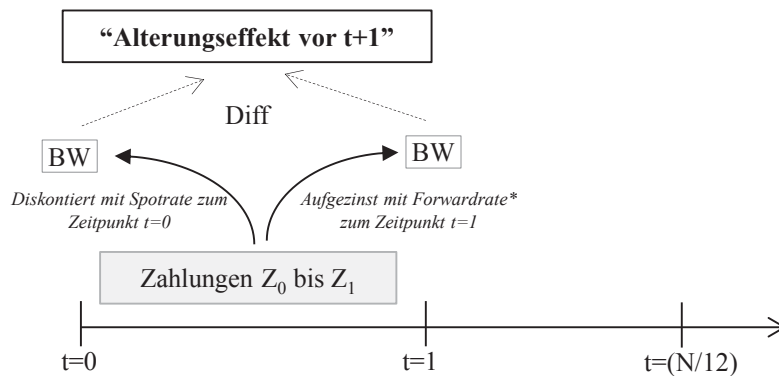 “Alterungseffekt vor t+1”
Diff
BW
BW
Diskontiert mit Spotrate zum
Zeitpunkt t=0
Aufgezinst mit Forwardrate*
zum Zeitpunkt t=1
Zahlungen Z₀ bis Z₁
t=0
t=1
t=(N/12)